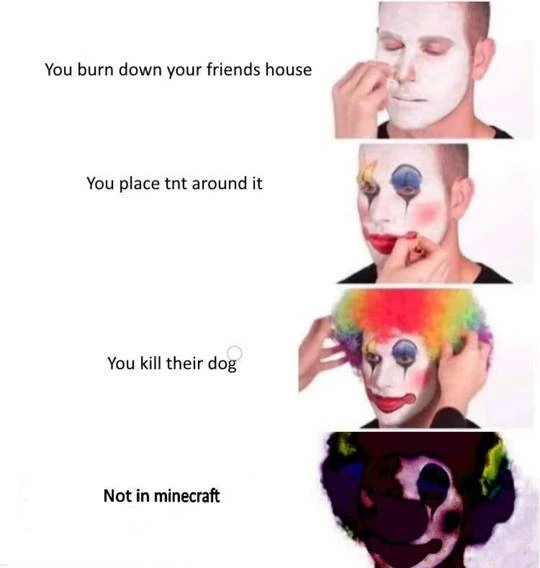 You burn down your friends house
You place tnt around it
You kill their dog
Not in minecraft